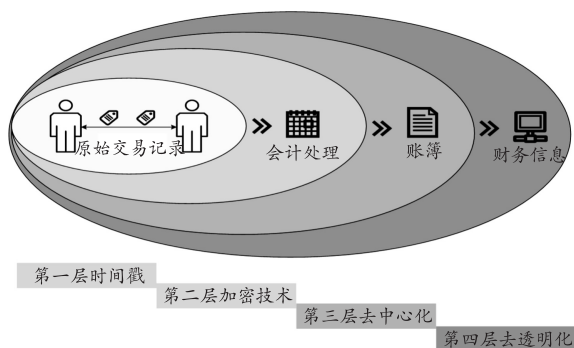 原始交易记录
会计处理
账簿
财务信息
第一层时间戳
第二层加密技术
第三层去中心化
第四层去透明化